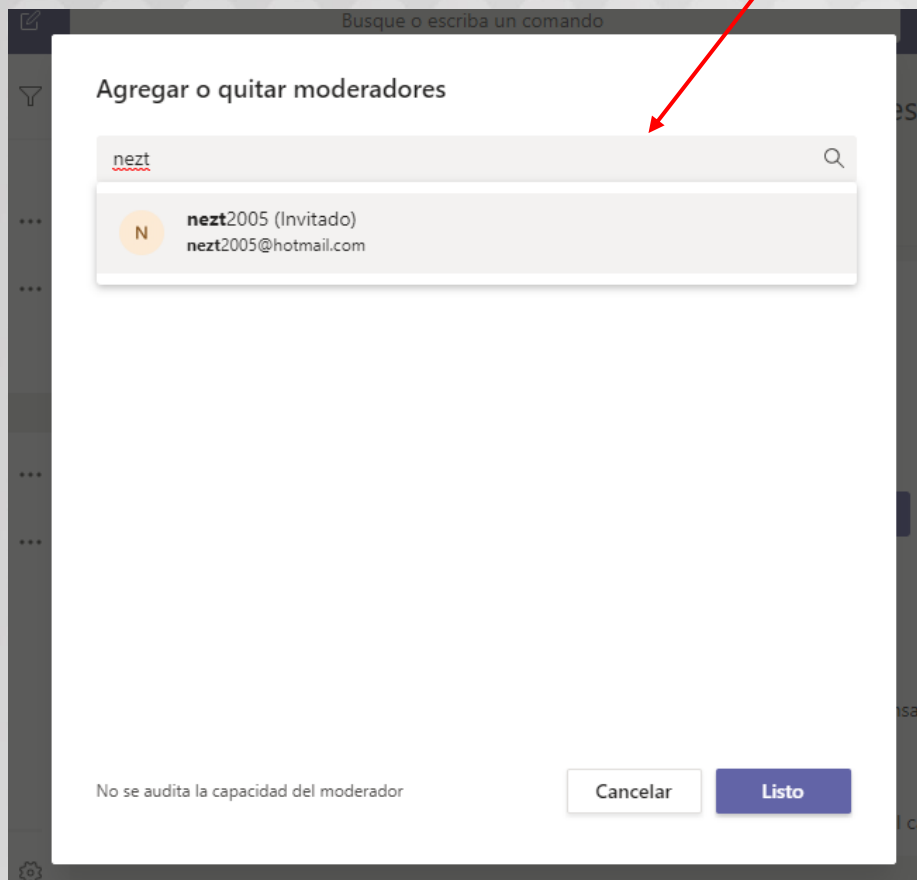 Busque o escriba un comando
Agregar o quitar moderadores
nezt
N
nezt2005 (Invitado)
nezt2005@hotmail.com
No se audita la capacidad del moderador
Cancelar
Listo